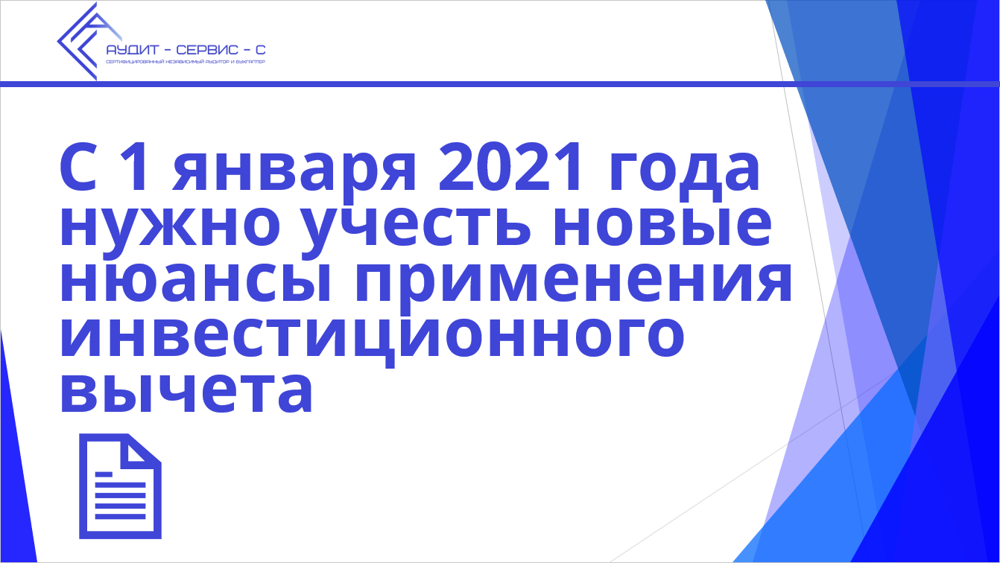 АУДИТ - СЕРВИС - С
СЕРТИФИЦИРОВАННЫЙ НЕЗАВИСИМЫЙ АУДИТОР И БУХГАЛТЕР
С 1 января 2021 года
нужно учесть новые
нюансы применения
инвестиционного
вычета